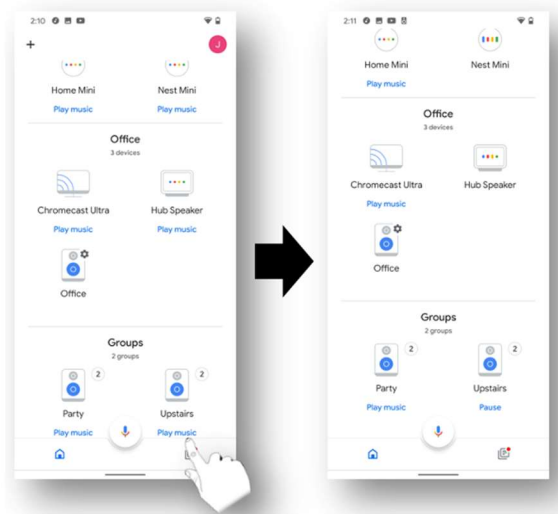 2:10
J
Home Mini
Nest Mini
Play music
Play music
Office
3 devices
Chromecast Ultra
Hub Speaker
Play music
Play music
Office
Groups
2 groups
2
2
Party
Upstairs
Play music
Play music
2:11
Home Mini
Nest Mini
Play music
Office
3 devices
Chromecast Ultra
Hub Speaker
Play music
Office
Groups
2 groups
2
2
Party
Upstairs
Play music
Pause